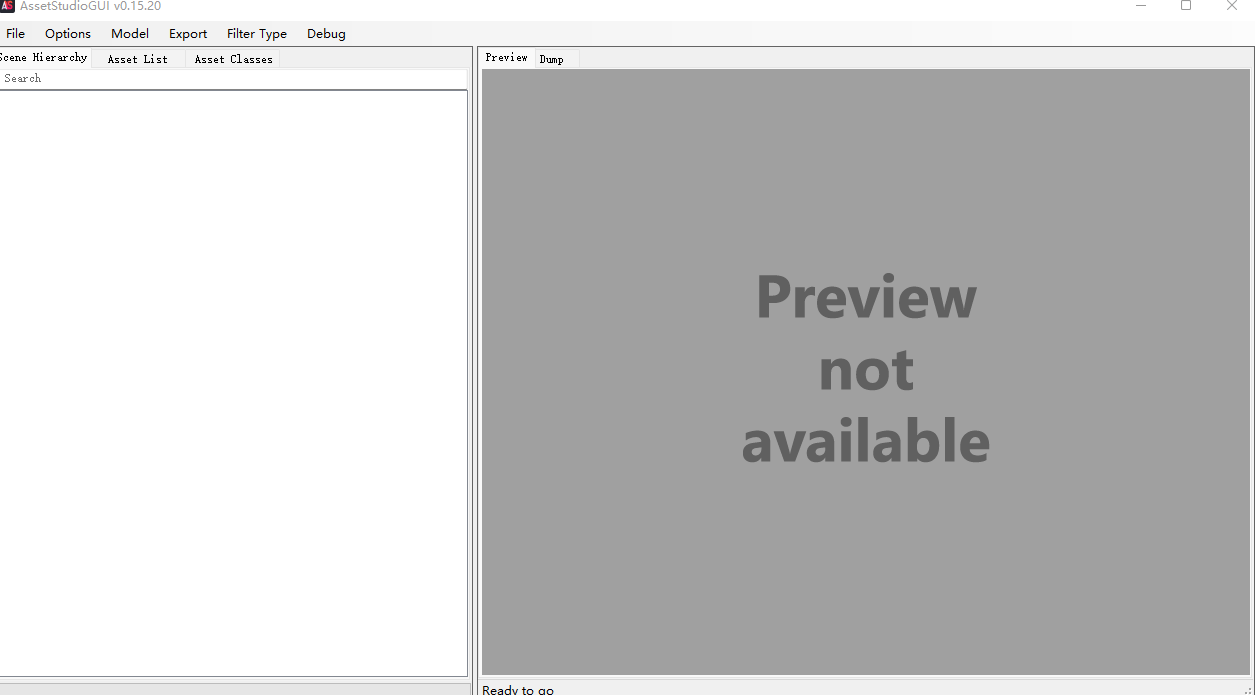 AS AssetStudioGUI v0.15.20
File Options Model Export Filter Type Debug
Scene Hierarchy Asset List Asset Classes
Search
Preview Dump
Preview
not
available
Ready to go